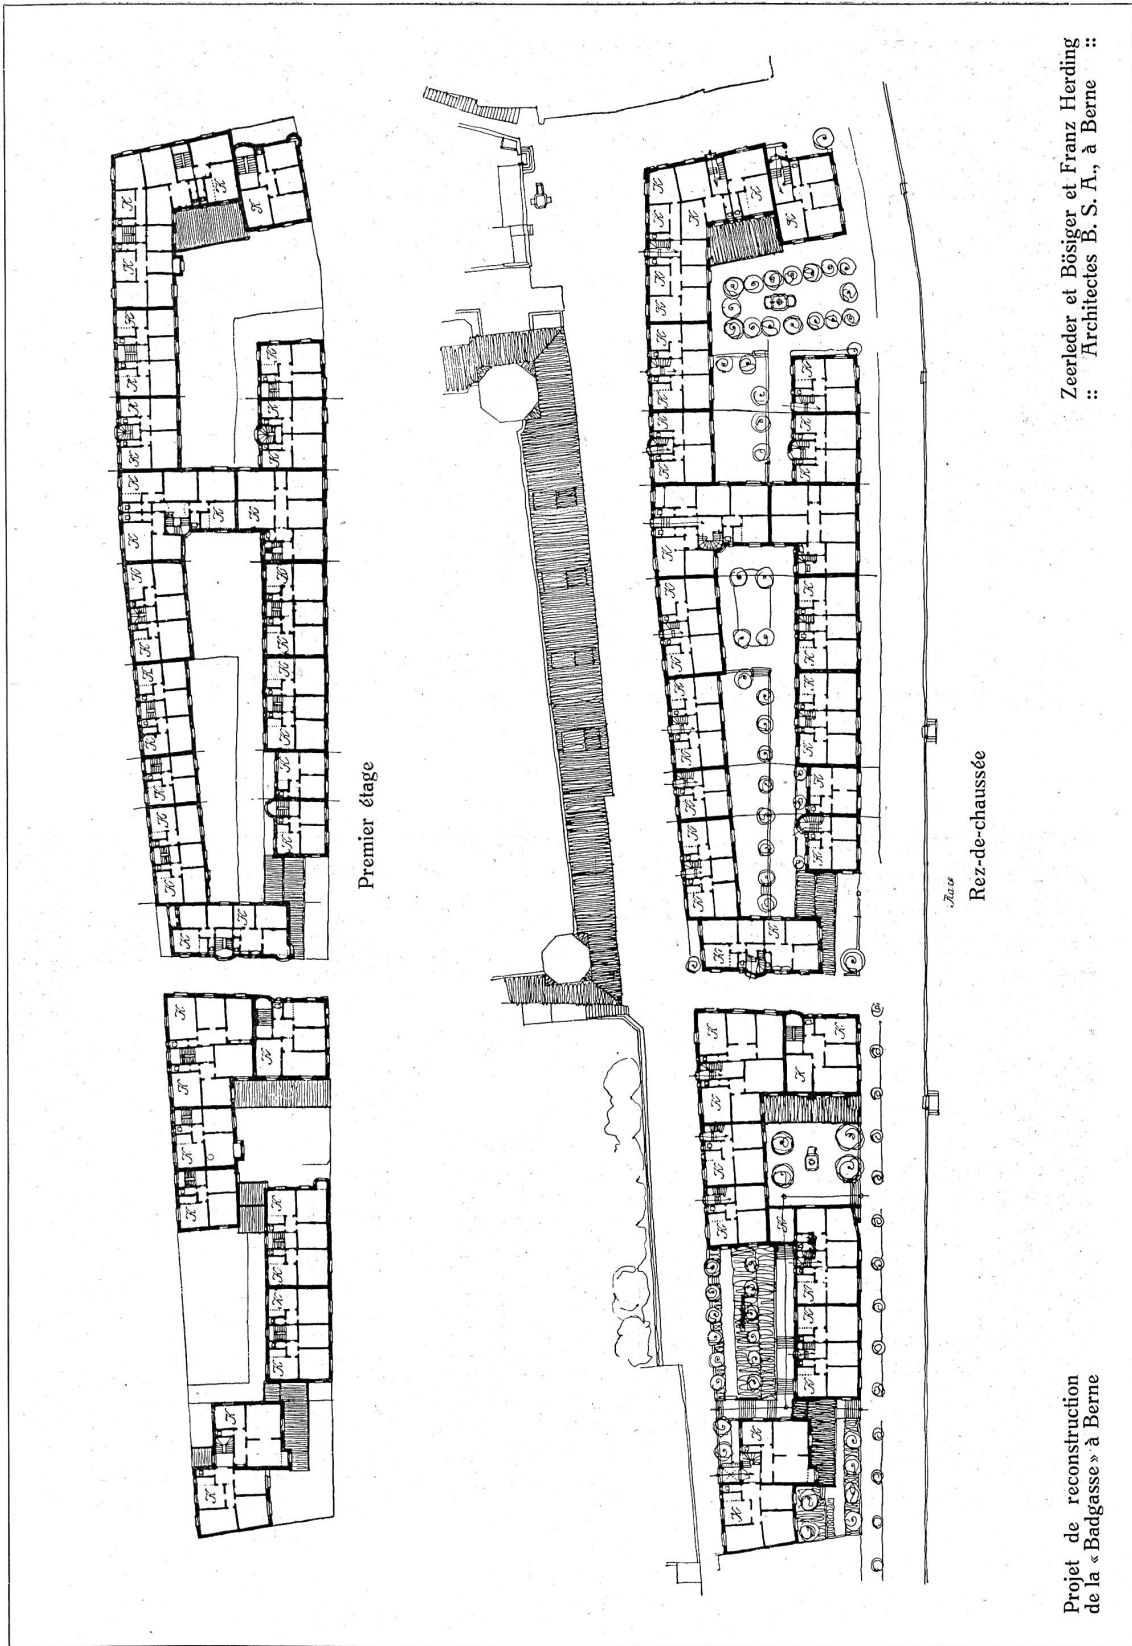 Premier étage
Aare
Rez-de-chaussée
Projet de reconstruction
de la « Badgasse » à Berne
Zeerleder et Bösiger et Franz Herding
:: Architectes B. S. A., à Berne ::